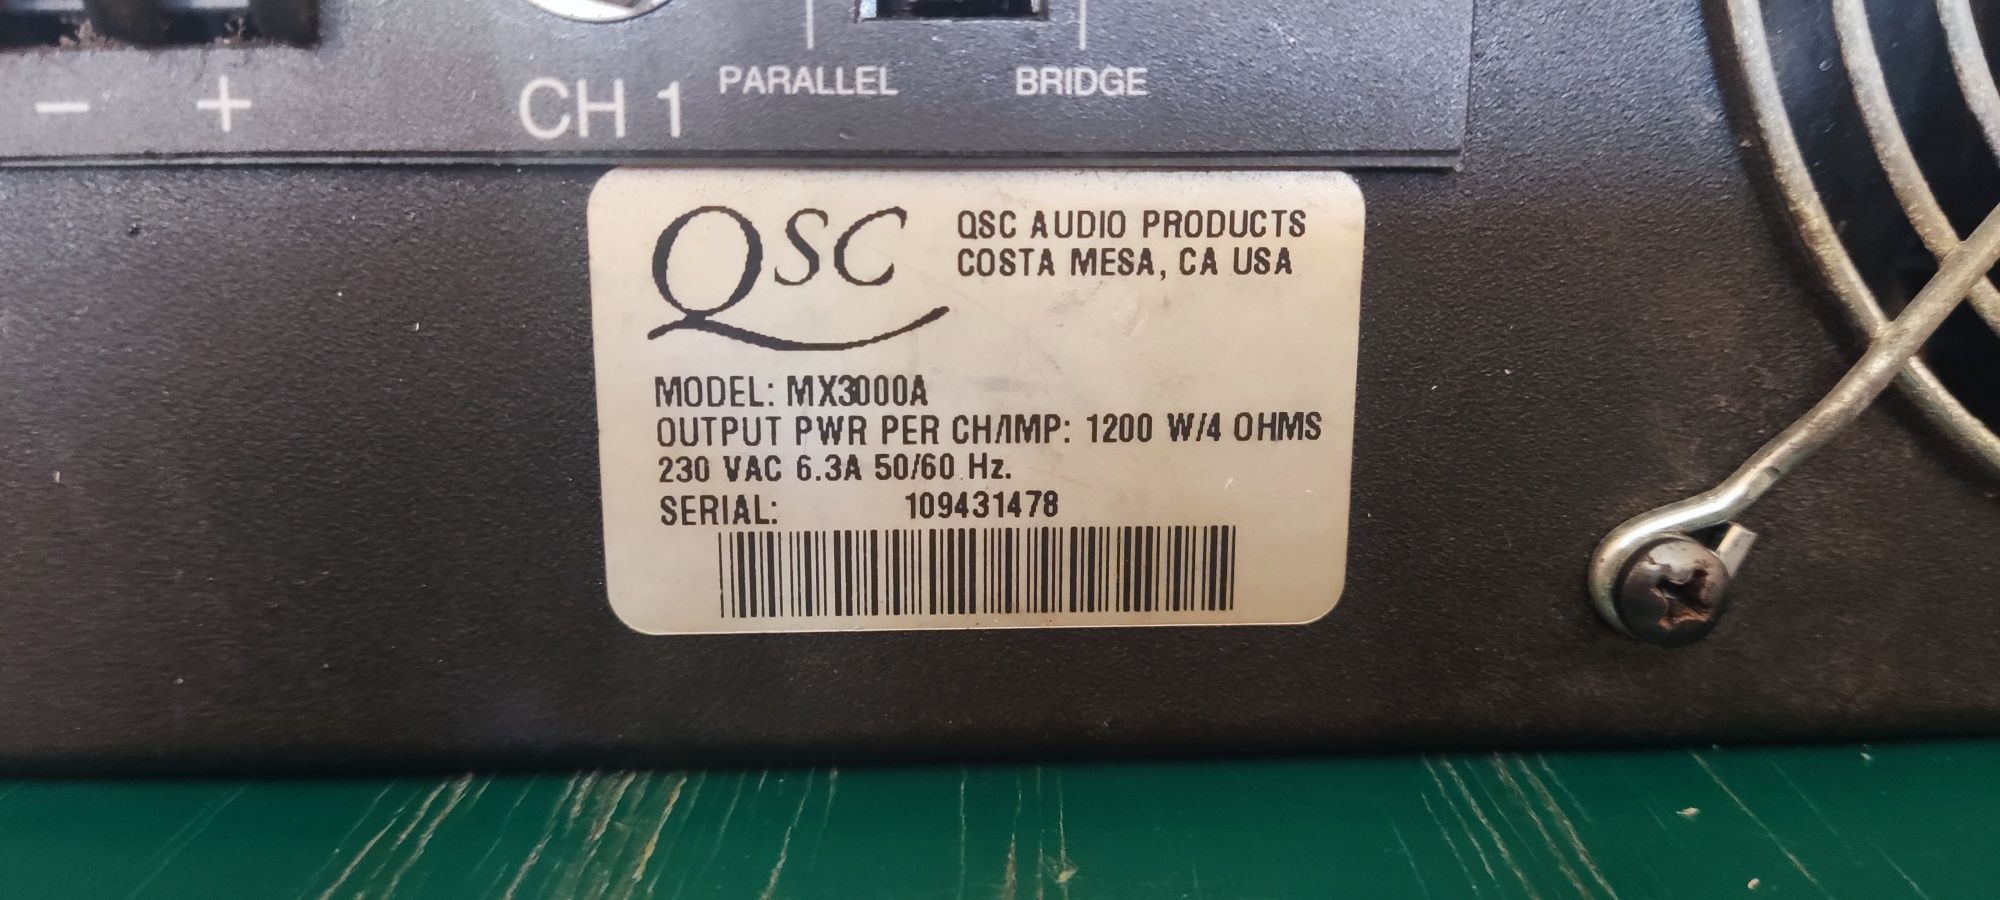 − +
CH 1
PARALLEL
BRIDGE
QSC
QSC AUDIO PRODUCTS
COSTA MESA, CA USA
MODEL: MX3000A
OUTPUT PWR PER CH/IMP: 1200 W/4 OHMS
230 VAC 6.3A 50/60 Hz.
SERIAL: 109431478